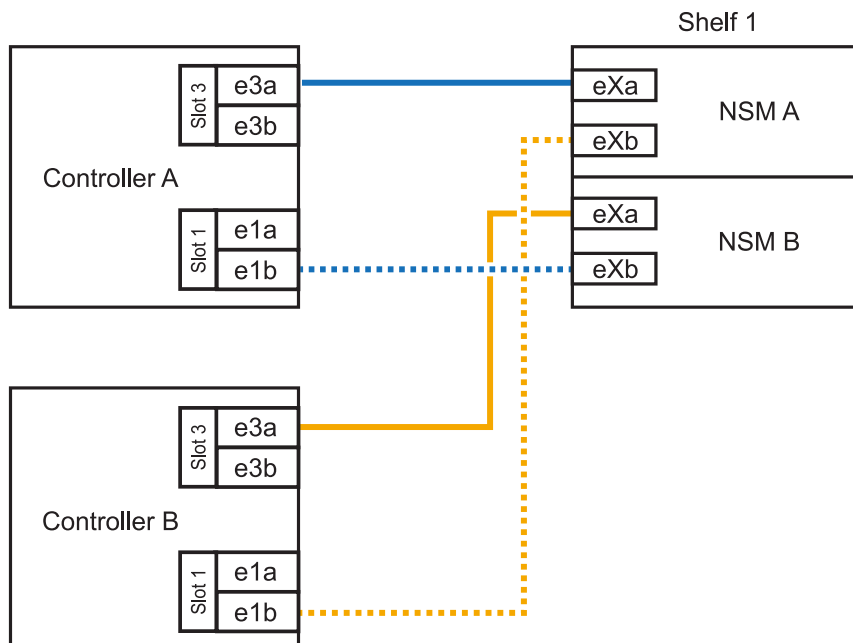 Shelf 1
Slot 3
e3a
e3b
Controller A
Slot 1
e1a
e1b
eXa
eXb
NSM A
eXa
eXb
NSM B
Slot 3
e3a
e3b
Controller B
Slot 1
e1a
e1b